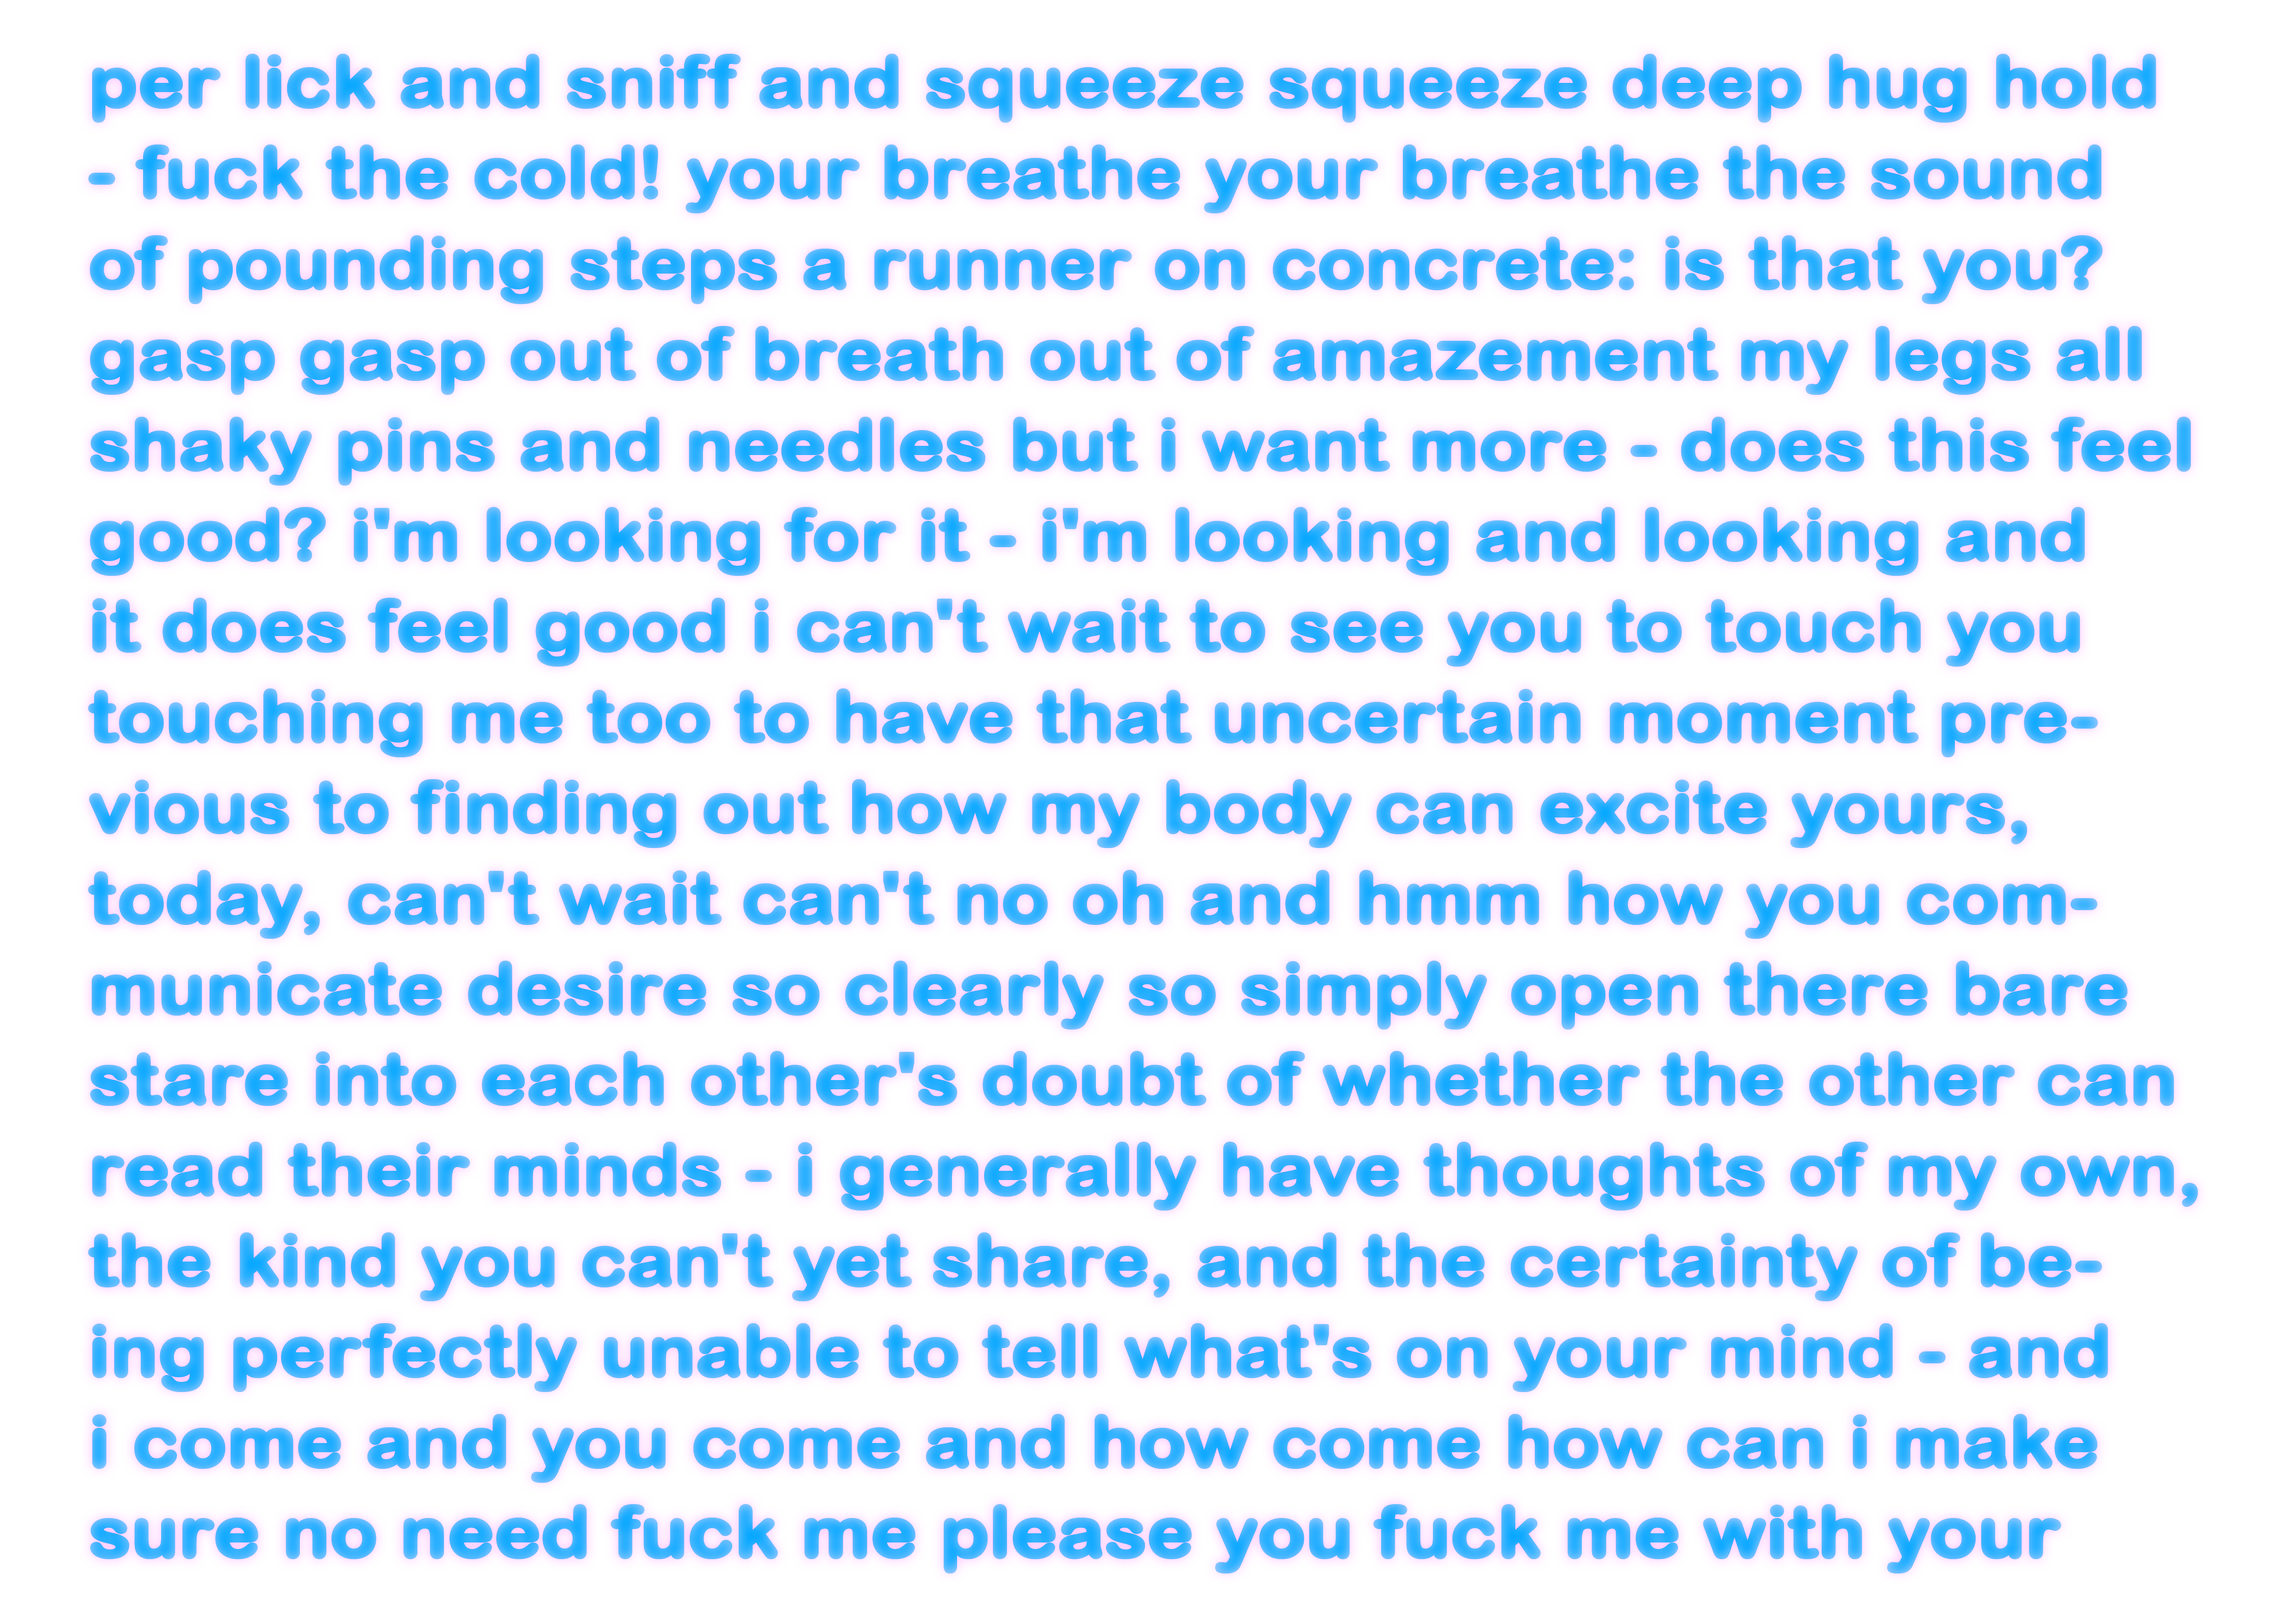 per lick and sniff and squeeze squeeze deep hug hold
- fuck the cold! your breathe your breathe the sound
of pounding steps a runner on concrete: is that you?
gasp gasp out of breath out of amazement my legs all
shaky pins and needles but i want more - does this feel
good? i'm looking for it - i'm looking and looking and
it does feel good i can't wait to see you to touch you
touching me too to have that uncertain moment pre-
vious to finding out how my body can excite yours,
today, can't wait can't no oh and hmm how you com-
municate desire so clearly so simply open there bare
stare into each other's doubt of whether the other can
read their minds - i generally have thoughts of my own,
the kind you can't yet share, and the certainty of be-
ing perfectly unable to tell what's on your mind - and
i come and you come and how come how can i make
sure no need fuck me please you fuck me with your